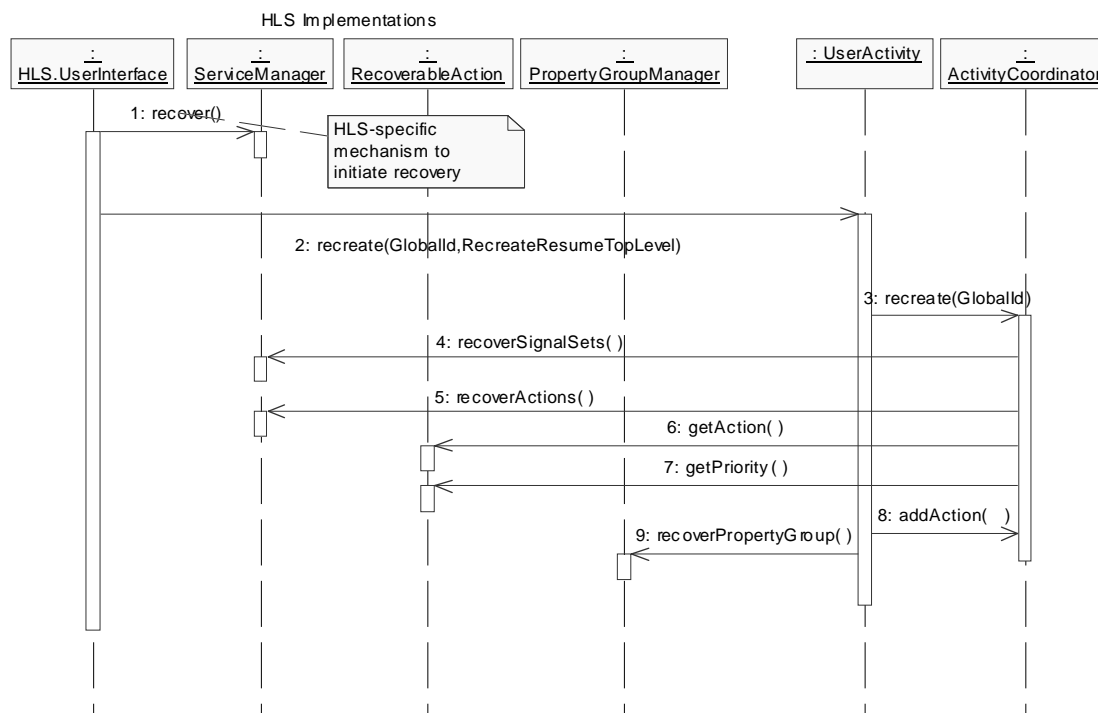 HLS Implementations
:
HLS.UserInterface
:
ServiceManager
:
RecoverableAction
:
PropertyGroupManager
: UserActivity
:
ActivityCoordinator
1: recover()
HLS-specific
mechanism to
initiate recovery
2: recreate(GlobalId,RecreateResumeTopLevel)
3: recreate(GlobalId)
4: recoverSignalSets( )
5: recoverActions( )
6: getAction( )
7: getPriority( )
8: addAction( )
9: recoverPropertyGroup( )